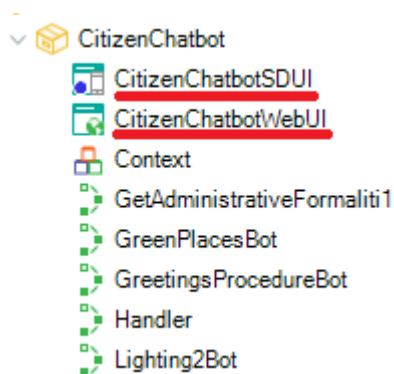 CitizenChatbot
CitizenChatbotSDUI
CitizenChatbotWebUI
Context
GetAdministrativeFormaliti1
GreenPlacesBot
GreetingsProcedureBot
Handler
Lighting2Bot